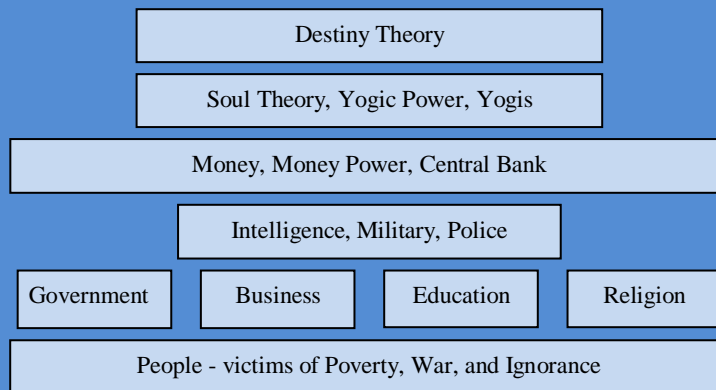 Destiny Theory
Soul Theory, Yogic Power, Yogis
Money, Money Power, Central Bank
Intelligence, Military, Police
Government
Business
Education
Religion
People - victims of Poverty, War, and Ignorance